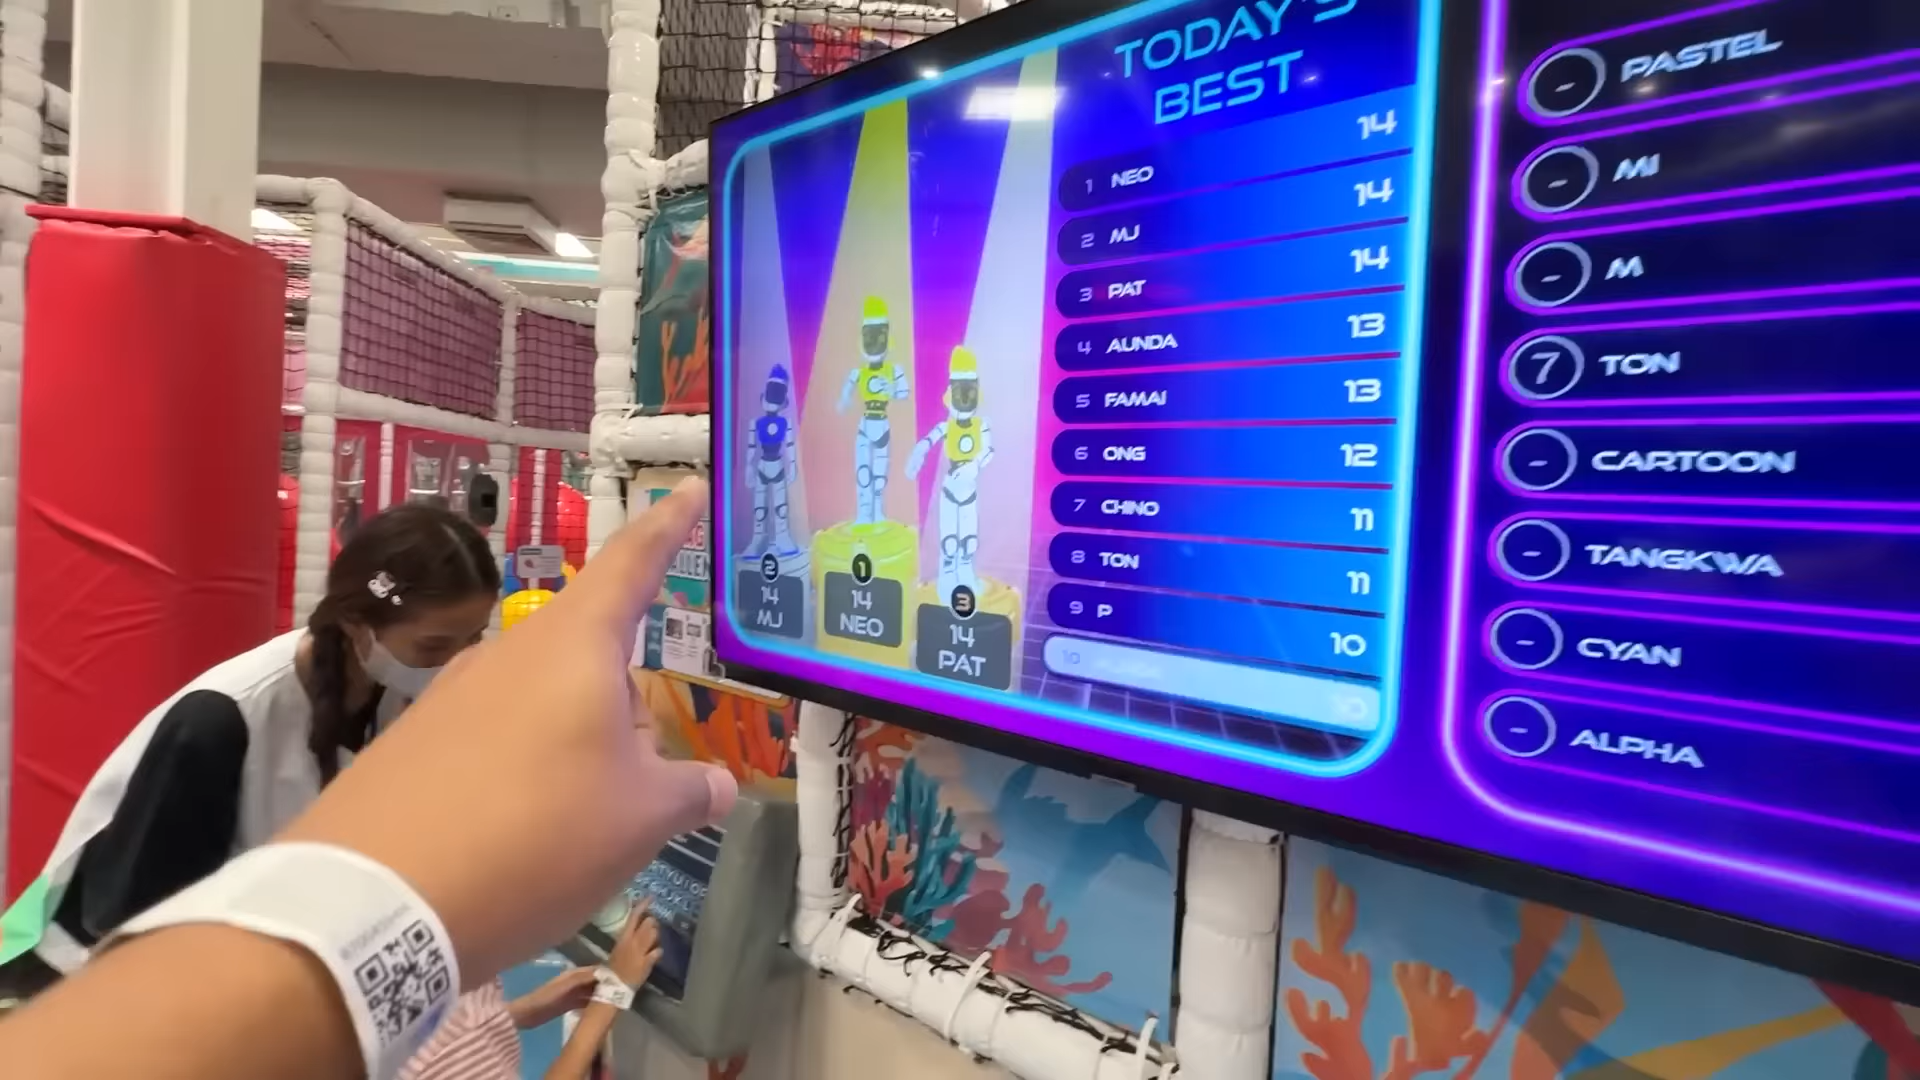 TODAY'S
BEST
1 NEO 14
2 MJ 14
3 PAT 14
4 AUNDA 13
5 FAMAI 13
6 ONG 12
7 CHINO 11
8 TON 11
9 P 10
10
2
14
MJ
1
14
NEO
3
14
PAT
- PASTEL
- MI
- M
7 TON
- CARTOON
- TANGKWA
- CYAN
- ALPHA